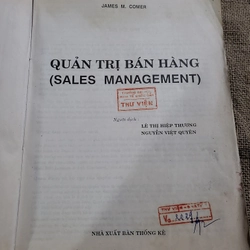 JAMES M. COMER
QUẢN TRỊ BÁN HÀNG
(SALES MANAGEMENT)
THƯ VIỆN
Người dịch:
LÊ THỊ HIỆP THƯƠNG
NGUYỄN VIỆT QUYÊN
NHÀ XUẤT BẢN THỐNG KÊ